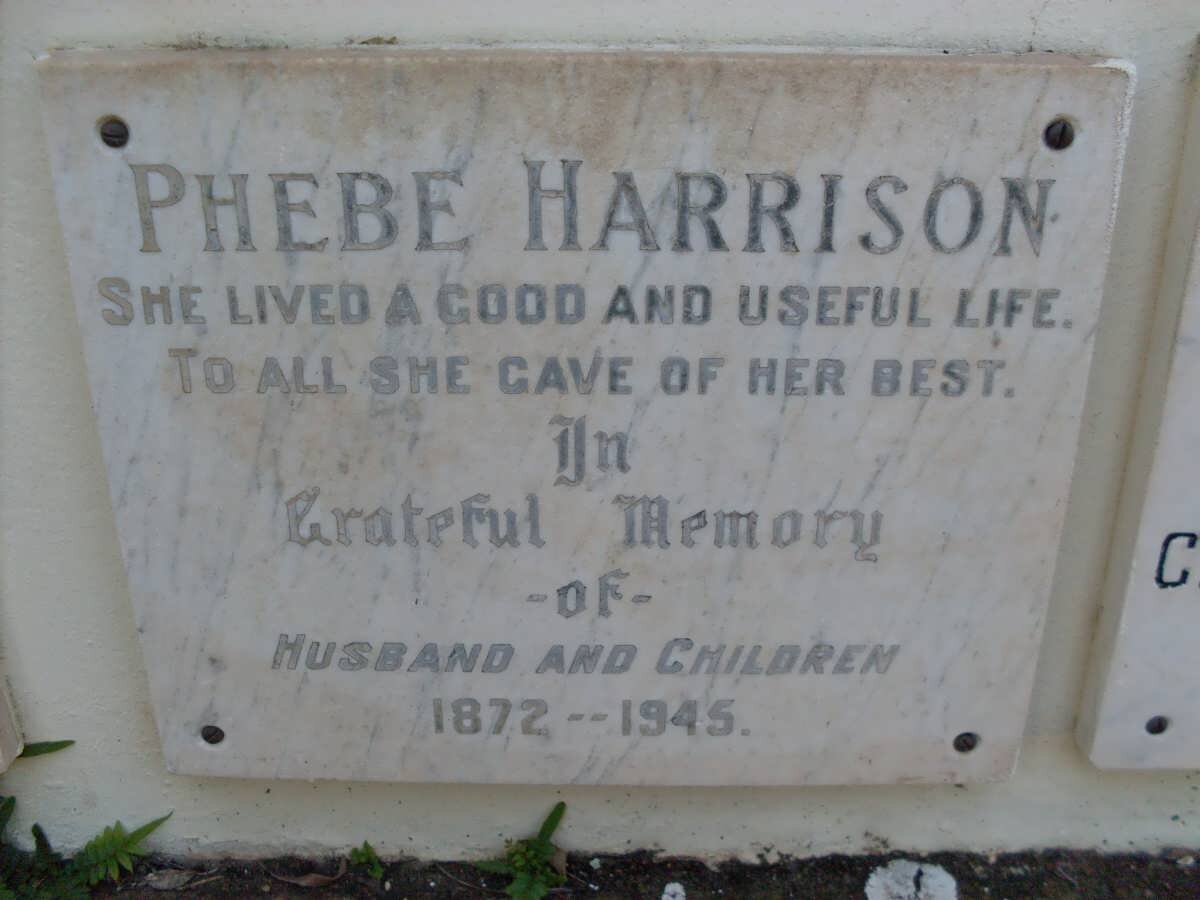 PHEBE HARRISON
SHE LIVED A GOOD AND USEFUL LIFE.
TO ALL SHE GAVE OF HER BEST.
In
Grateful Memory
-of-
HUSBAND AND CHILDREN
1872 -- 1945.